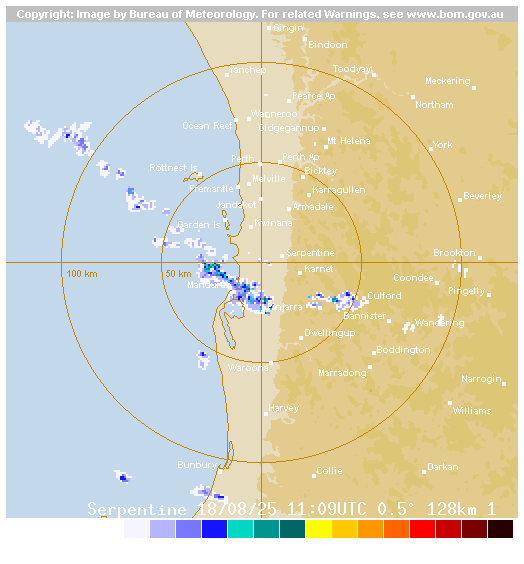 Copyright: Image by Bureau of Meteorology. For related Warnings, see www.bom.gov.au
Gingin
Bindoon
Yanchep
Toodyay
Meckering
Pearce Ap
Northam
Wanneroo
Ocean Reef
Gidgegannup
Mt Helena
York
Perth
Perth Ap
Rottnest Is
Bickley
Melville
Fremantle
Karragullen
Beverley
Jandakot
Armadale
Garden Is
Kwinana
Serpentine
Brookton
Karnet
100 km
50 km
Coondee
Mandurah
Pingelly
Culford
Bannister
Wandering
Dwellingup
Boddington
Waroona
Marradong
Narrogin
Harvey
Williams
Bunbury
Collie
Darkan
Serpentine 18/08/25 11:09UTC 0.5° 128km 1